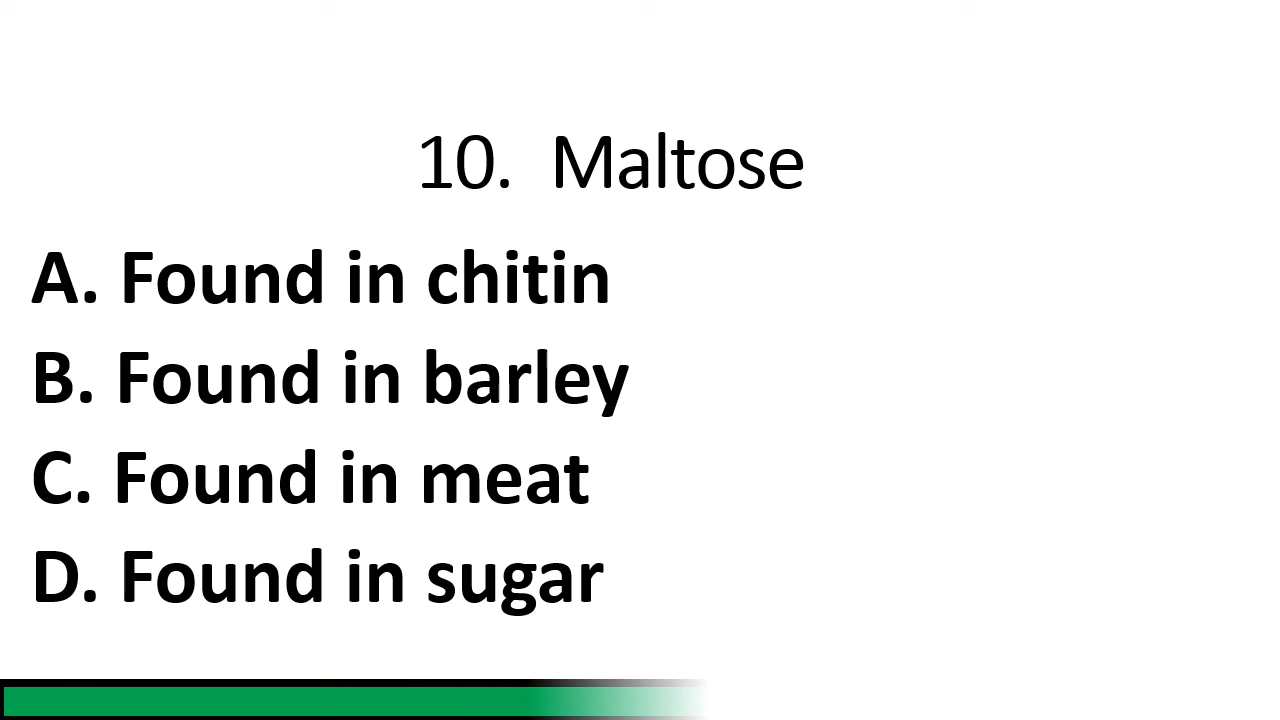 10. Maltose
A. Found in chitin
B. Found in barley
C. Found in meat
D. Found in sugar